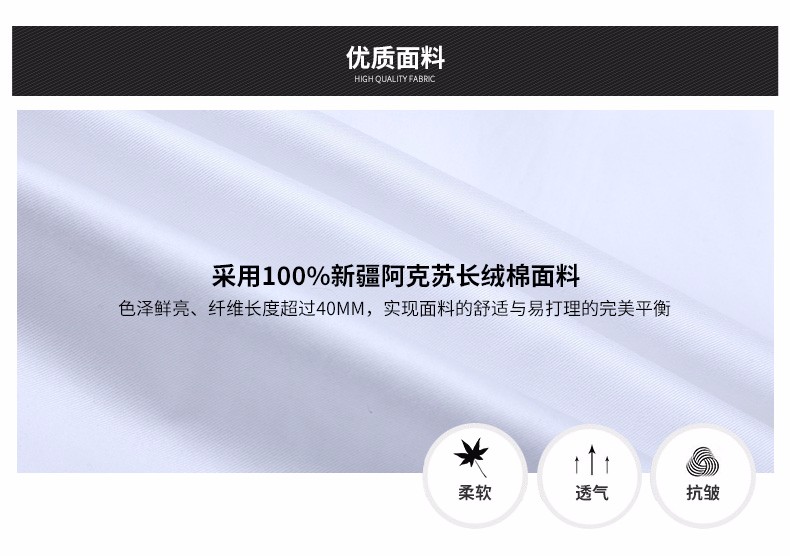 优质面料
HIGH QUALITY FABRIC
采用100%新疆阿克苏长绒棉面料
色泽鲜亮、纤维长度超过40MM，实现面料的舒适与易打理的完美平衡
柔软
透气
抗皱